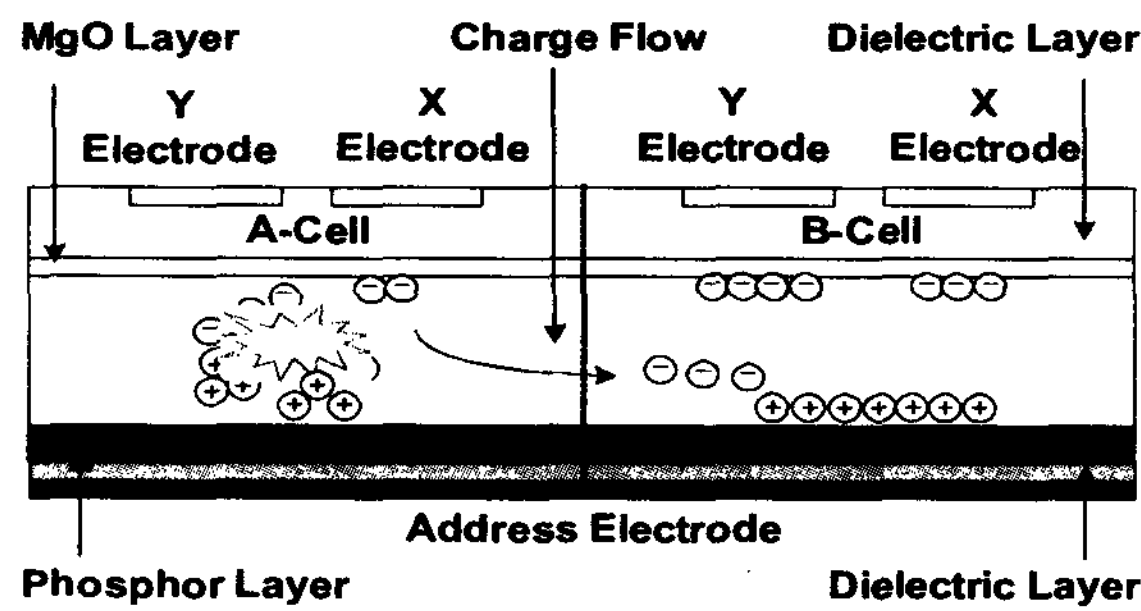 MgO Layer
Charge Flow
Dielectric Layer
Y
Electrode
X
Electrode
Y
Electrode
X
Electrode
A-Cell
B-Cell
Address Electrode
Phosphor Layer
Dielectric Layer